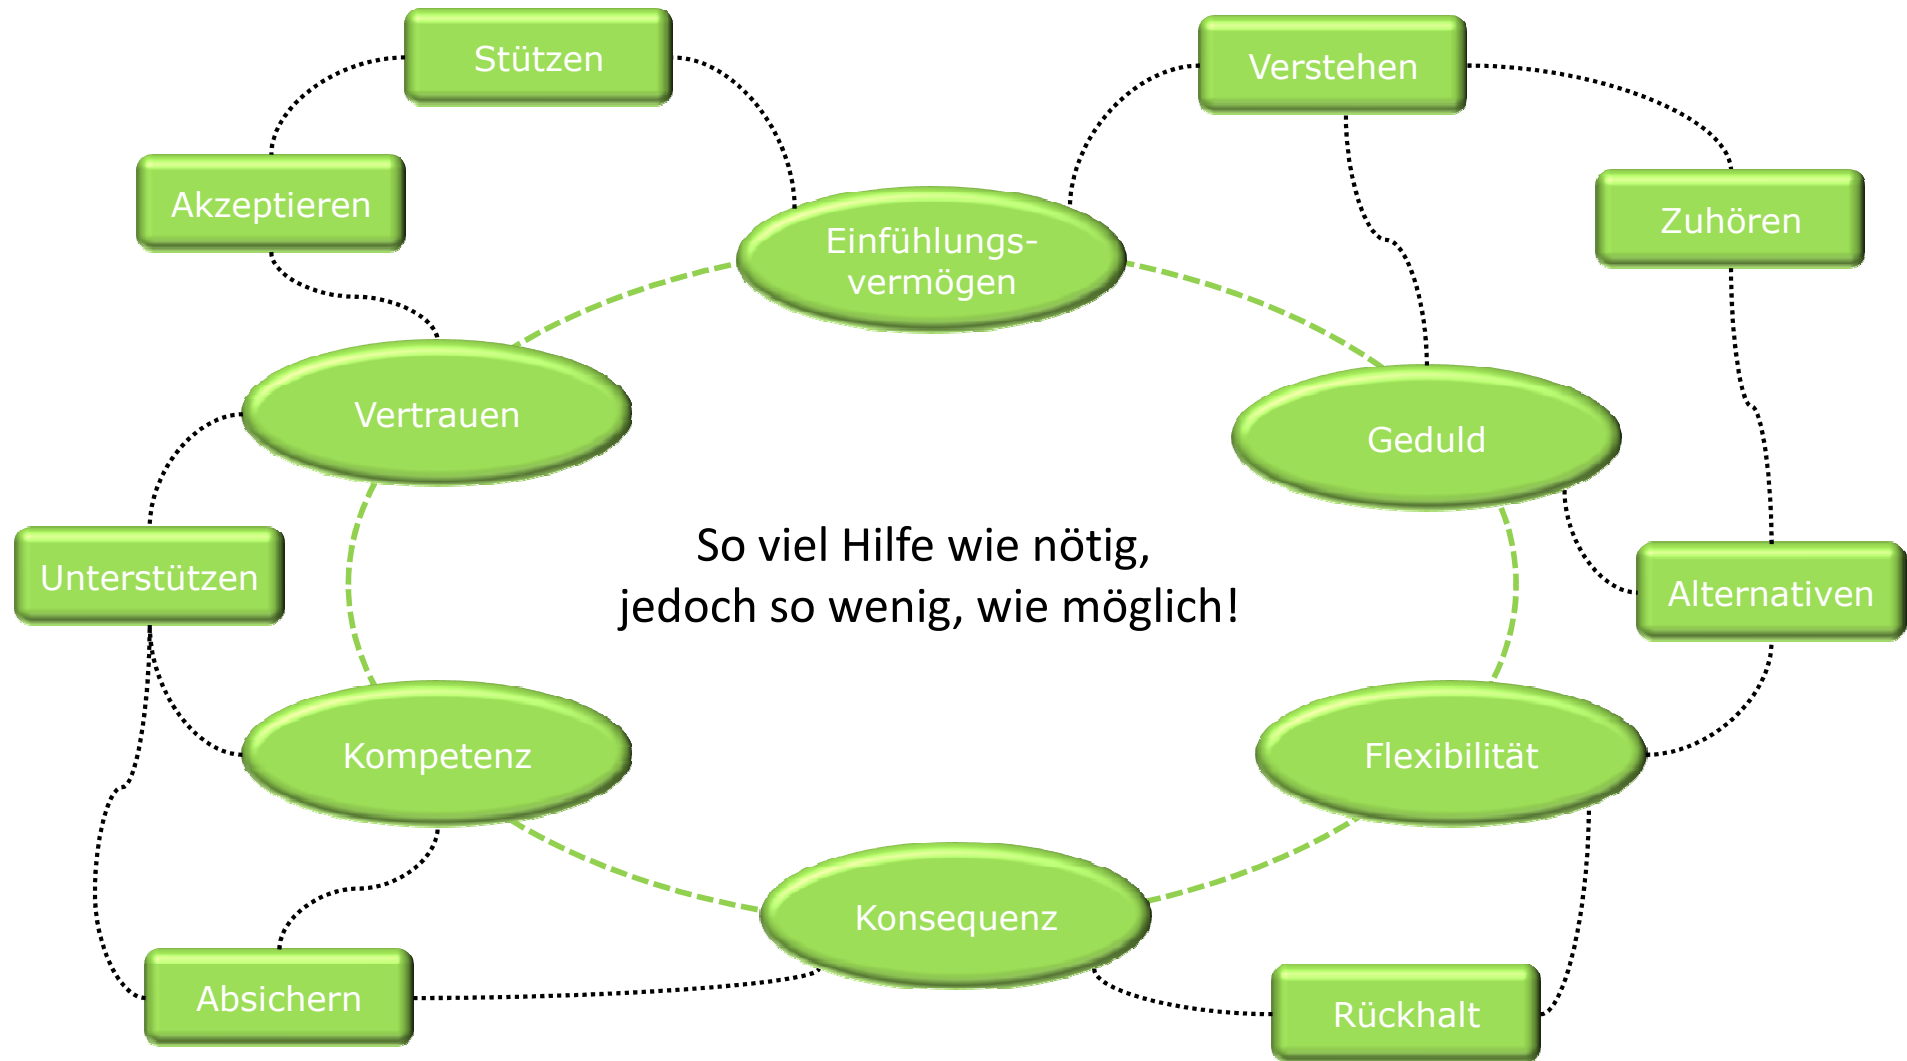 Stützen
Verstehen
Akzeptieren
Zuhören
Einfühlungs-
vermögen
Vertrauen
Geduld
So viel Hilfe wie nötig,
jedoch so wenig, wie möglich!
Unterstützen
Alternativen
Kompetenz
Flexibilität
Konsequenz
Absichern
Rückhalt